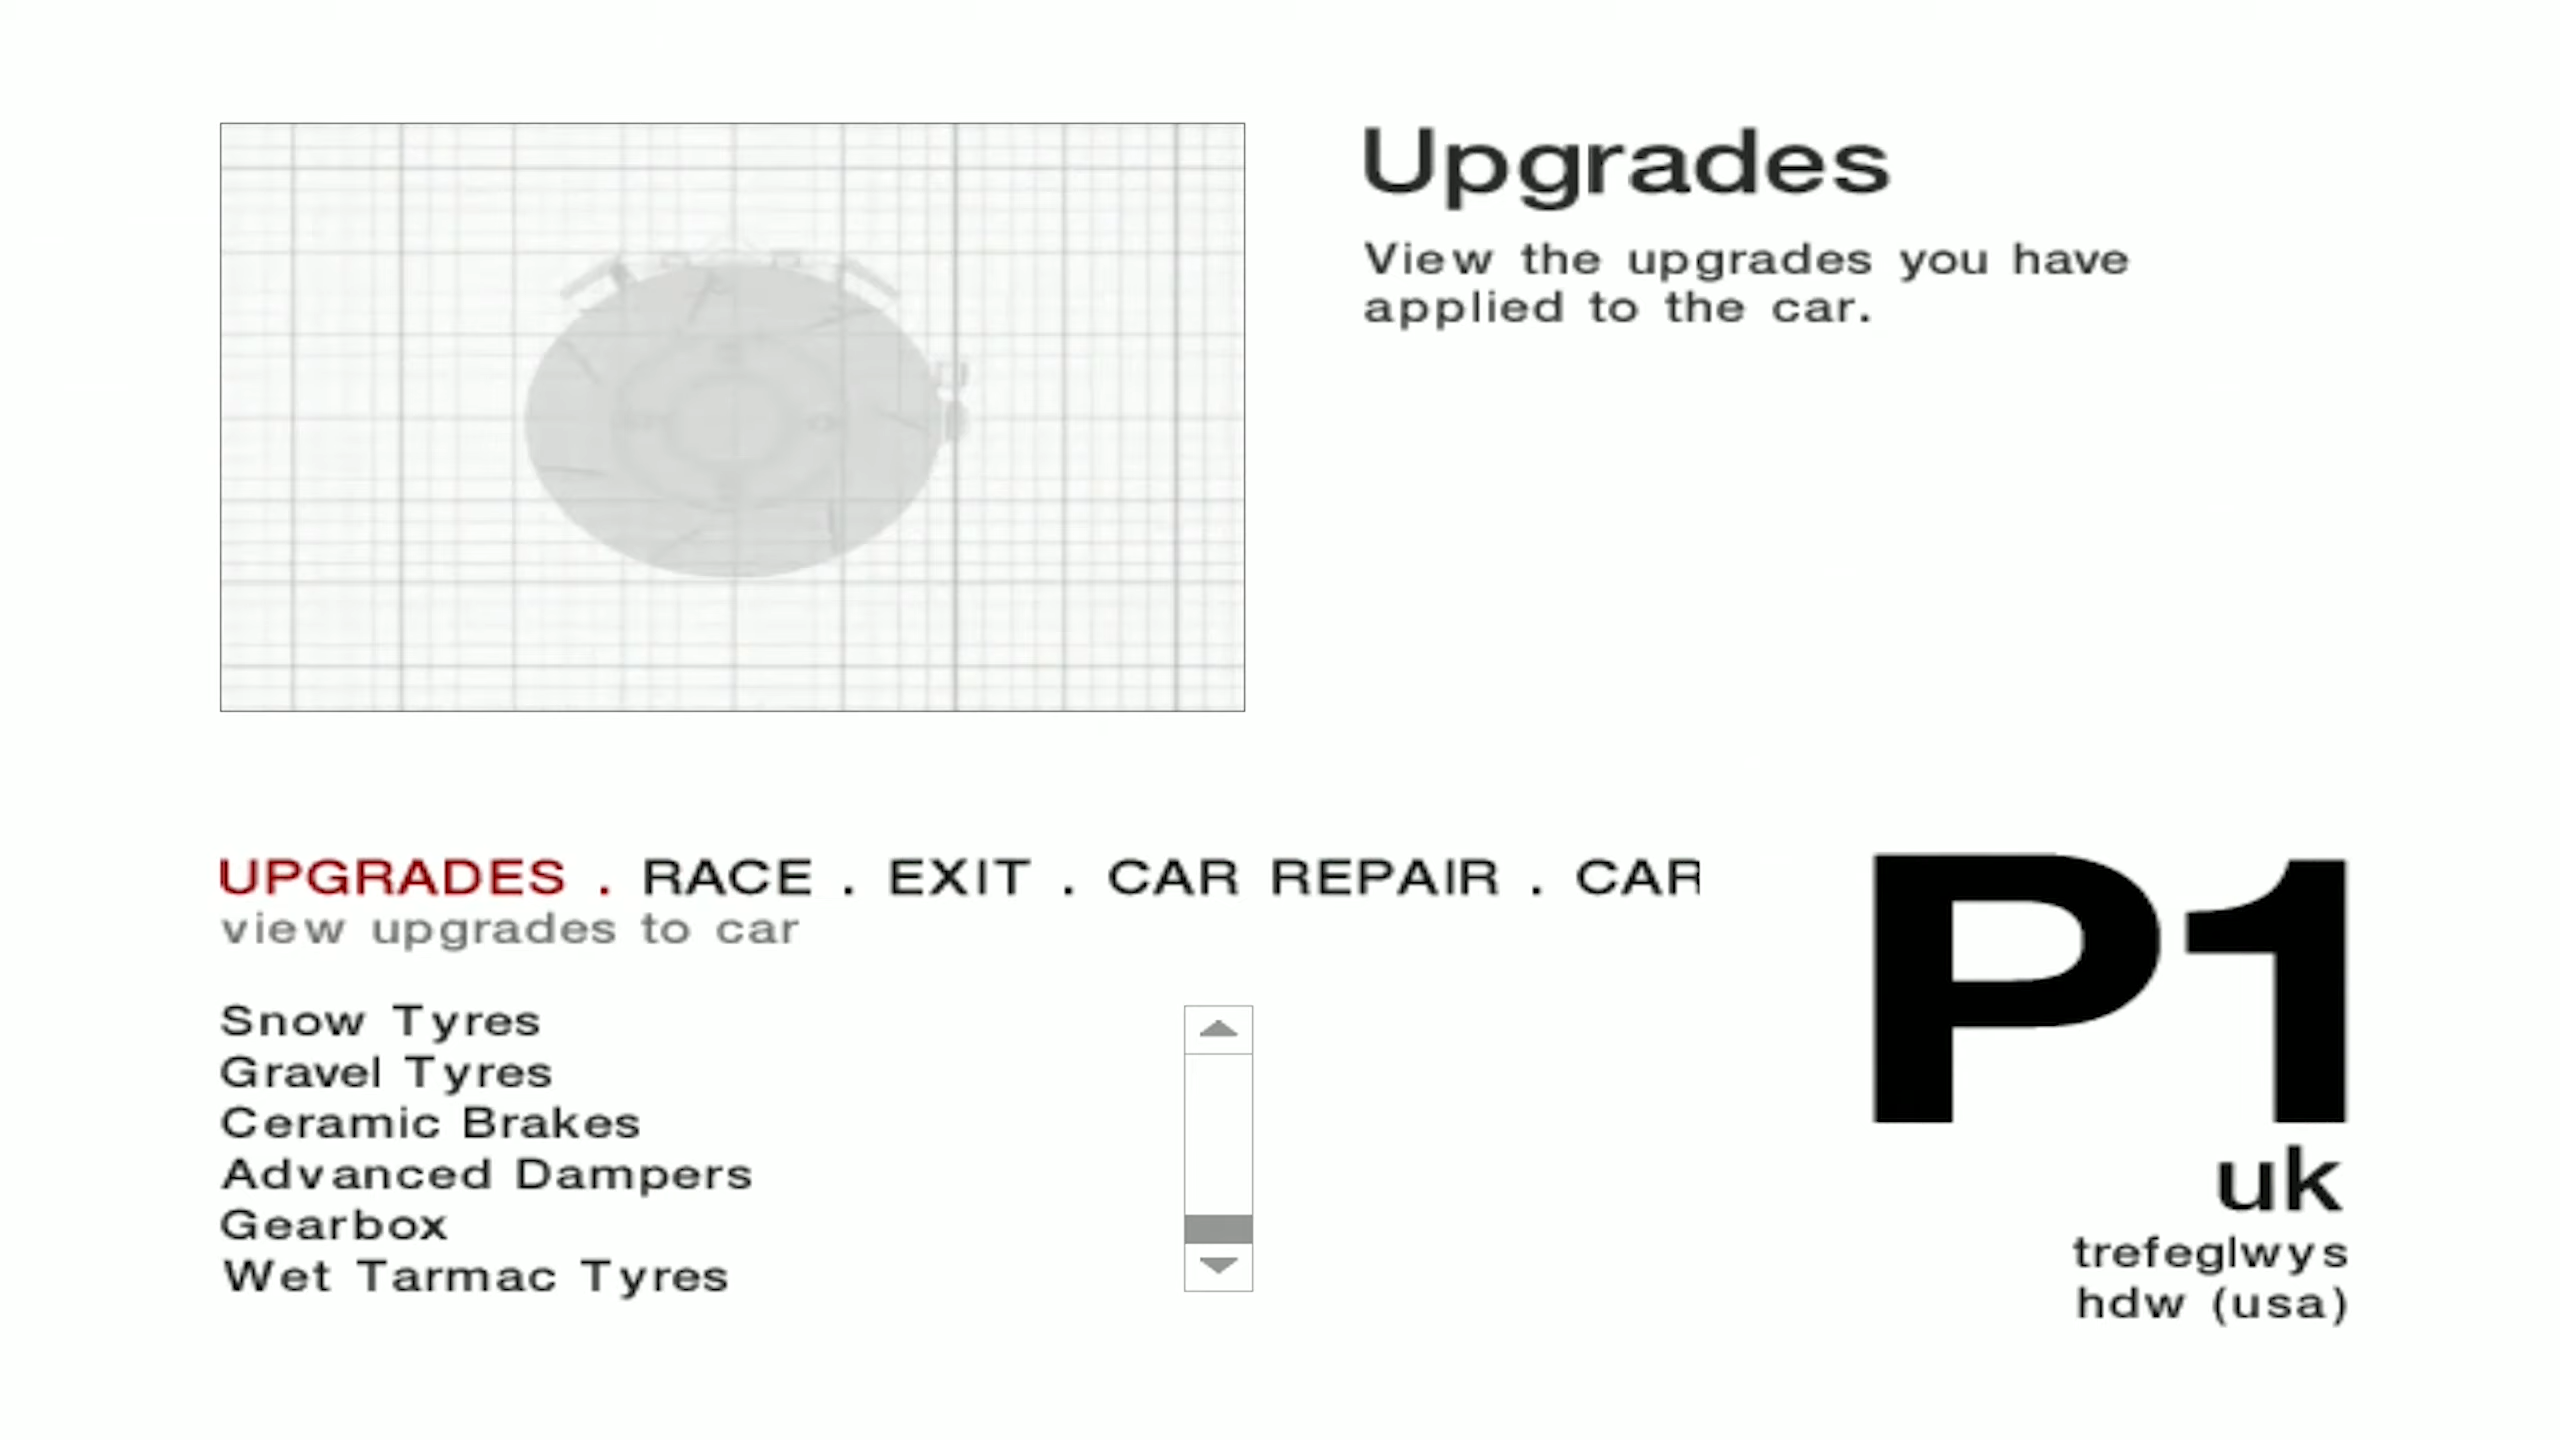 Upgrades
View the upgrades you have
applied to the car.
UPGRADES . RACE . EXIT . CAR REPAIR . CAR
view upgrades to car
Snow Tyres
Gravel Tyres
Ceramic Brakes
Advanced Dampers
Gearbox
Wet Tarmac Tyres
P1
uk
trefeglwys
hdw (usa)